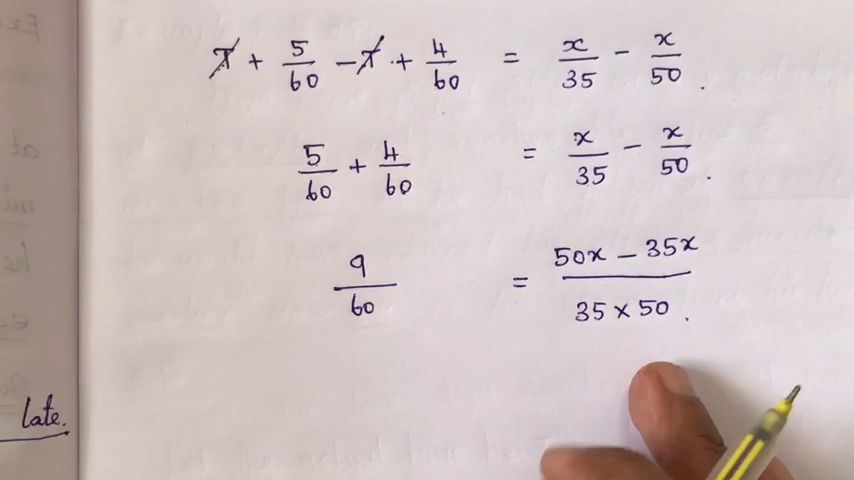 T + 5/60 - T + 4/60 = x/35 - x/50 .
5/60 + 4/60 = x/35 - x/50 .
9/60 = 50x - 35x / 35 x 50 .
late.